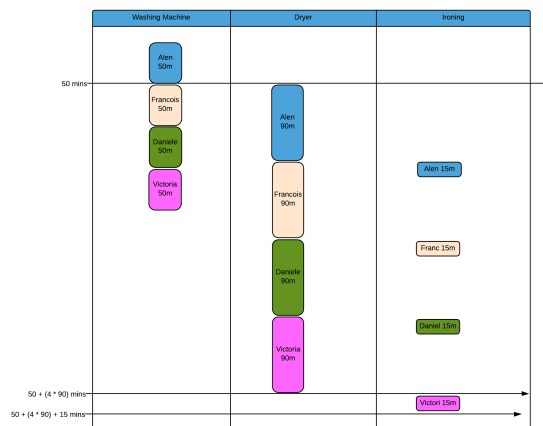 Washing Machine
Dryer
Ironing
Alen
50m
50 mins
Francois
50m
Alen
90m
Daniele
50m
Alen 15m
Victoria
50m
Francois
90m
Franc 15m
Daniele
90m
Daniel 15m
Victoria
90m
50 + (4 * 90) mins
Victori 15m
50 + (4 * 90) + 15 mins